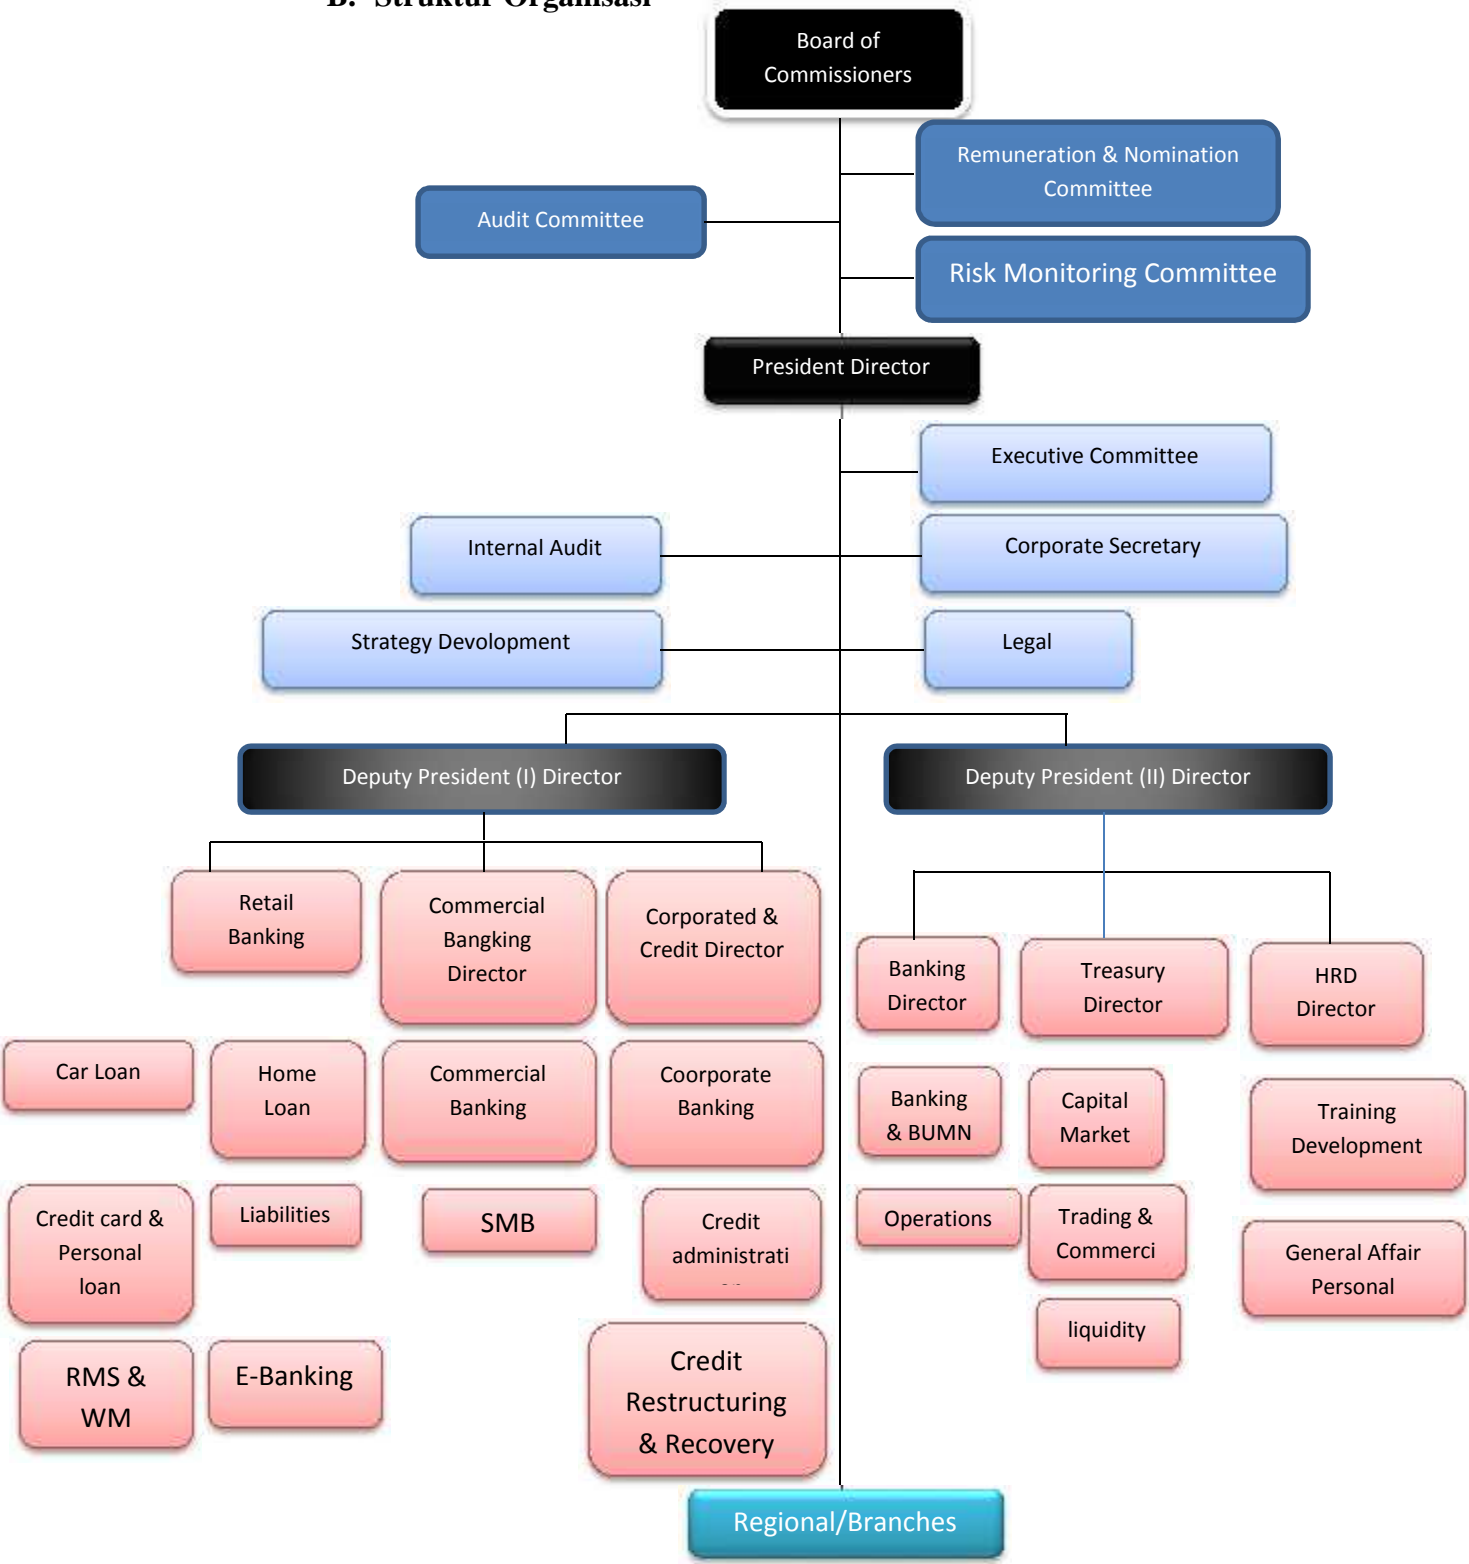 B. Struktur Organisasi
Board of
Commissioners
Remuneration & Nomination
Committee
Audit Committee
Risk Monitoring Committee
President Director
Executive Committee
Internal Audit
Corporate Secretary
Strategy Devolopment
Legal
Deputy President (I) Director
Deputy President (II) Director
Retail
Banking
Commercial
Bangking
Director
Corporated &
Credit Director
Banking
Director
Treasury
Director
HRD
Director
Car Loan
Home
Loan
Commercial
Banking
Coorporate
Banking
Banking
& BUMN
Capital
Market
Training
Development
Credit card &
Personal
loan
Liabilities
SMB
Credit
administrati
Operations
Trading &
Commerci
General Affair
Personal
liquidity
RMS &
WM
E-Banking
Credit
Restructuring
& Recovery
Regional/Branches